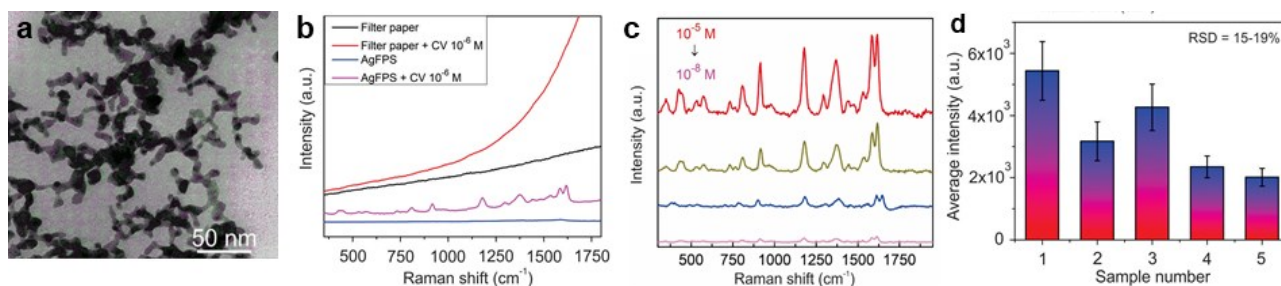 a
50 nm
b
Filter paper
Filter paper + CV 10⁻⁶ M
AgFPS
AgFPS + CV 10⁻⁶ M
Intensity (a.u.)
500 750 1000 1250 1500 1750
Raman shift (cm⁻¹)
c
10⁻⁵ M
10⁻⁸ M
Intensity (a.u.)
500 750 1000 1250 1500 1750
Raman shift (cm⁻¹)
d
RSD = 15-19%
Average intensity (a.u.)
6x10³
4x10³
2x10³
0
1 2 3 4 5
Sample number